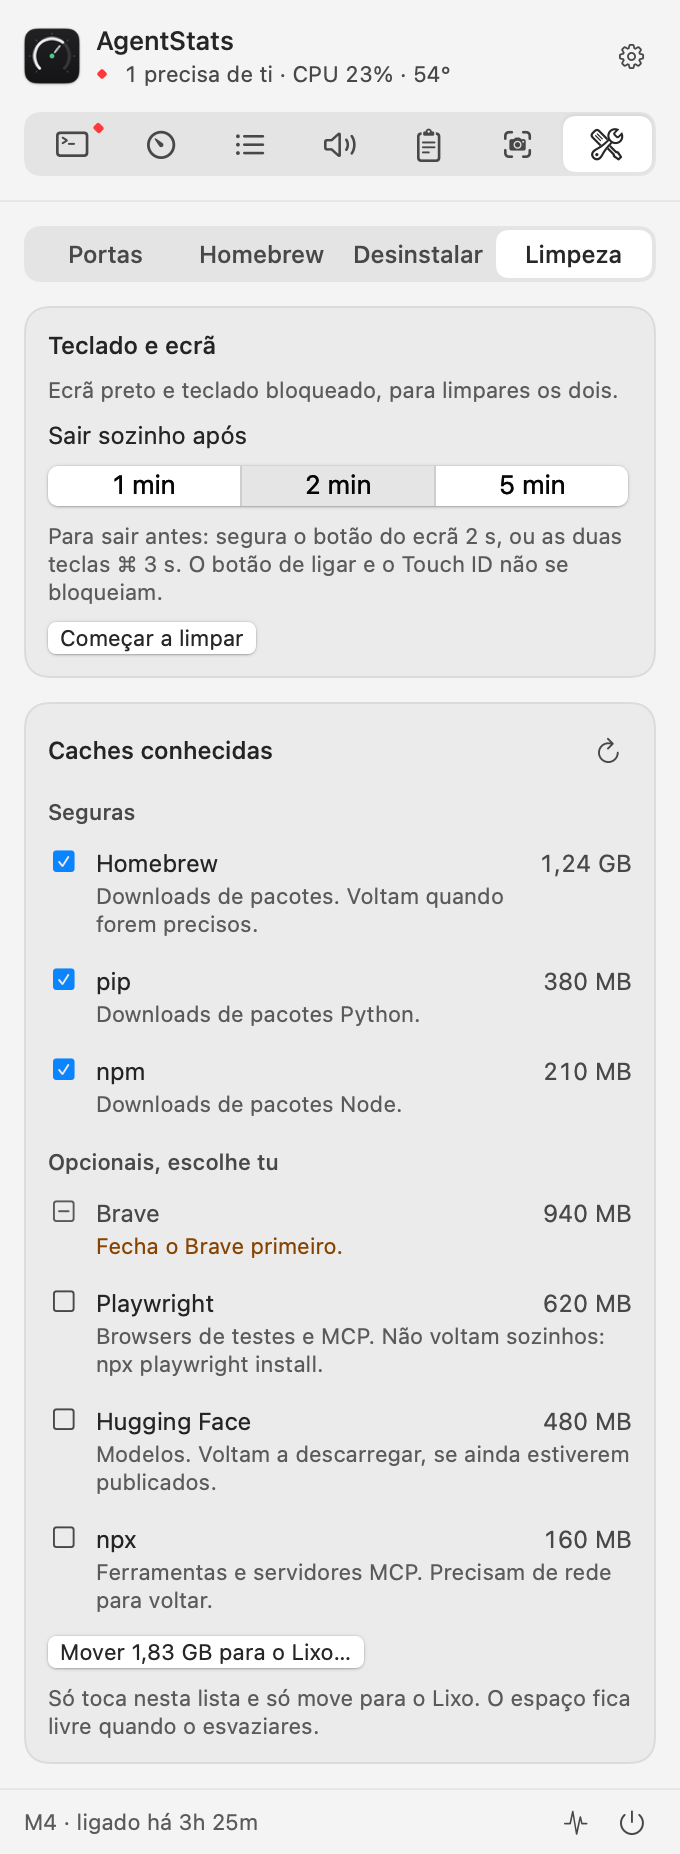 AgentStats
1 precisa de ti · CPU 23% · 54°
Portas
Homebrew
Desinstalar
Limpeza
Teclado e ecrã
Ecrã preto e teclado bloqueado, para limpares os dois.
Sair sozinho após
1 min
2 min
5 min
Para sair antes: segura o botão do ecrã 2 s, ou as duas
teclas ⌘ 3 s. O botão de ligar e o Touch ID não se
bloqueiam.
Começar a limpar
Caches conhecidas
Seguras
Homebrew
1,24 GB
Downloads de pacotes. Voltam quando
forem precisos.
pip
380 MB
Downloads de pacotes Python.
npm
210 MB
Downloads de pacotes Node.
Opcionais, escolhe tu
Brave
940 MB
Fecha o Brave primeiro.
Playwright
620 MB
Browsers de testes e MCP. Não voltam sozinhos:
npx playwright install.
Hugging Face
480 MB
Modelos. Voltam a descarregar, se ainda estiverem
publicados.
npx
160 MB
Ferramentas e servidores MCP. Precisam de rede
para voltar.
Mover 1,83 GB para o Lixo...
Só toca nesta lista e só move para o Lixo. O espaço fica
livre quando o esvaziares.
M4 · ligado há 3h 25m